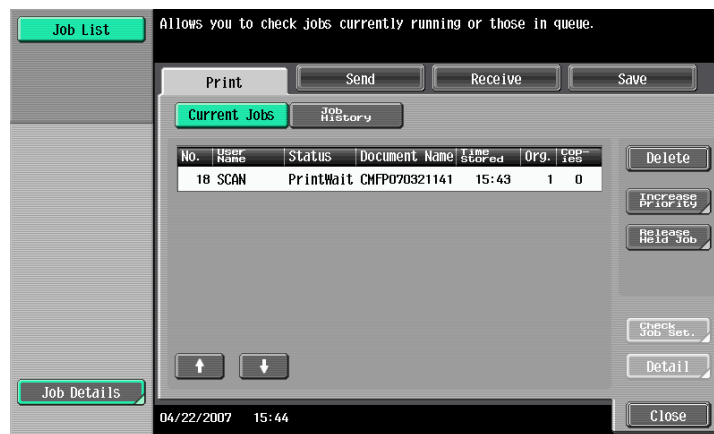 Job List
Allows you to check jobs currently running or those in queue.
Print
Send
Receive
Save
Current Jobs
Job History
No. User Name Status Document Name Time Stored Org. Cop-ies
18 SCAN PrintWait CMFP070321141 15:43 1 0
Delete
Increase Priority
Release Held Job
Check Job Set.
Detail
Job Details
04/22/2007 15:44
Close